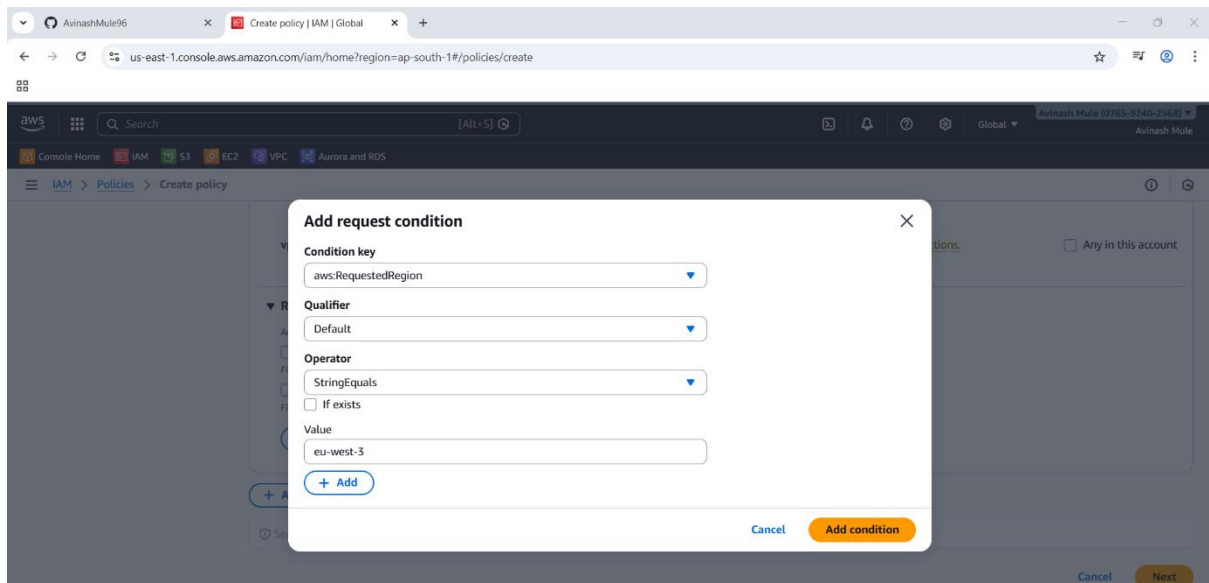 AvinashMule96
Create policy | IAM | Global
us-east-1.console.aws.amazon.com/iam/home?region=ap-south-1#/policies/create
aws
Search
[Alt+S]
Global
Avinash Mule (0765-9740-2568)
Avinash Mule
Console Home IAM S3 EC2 VPC Aurora and RDS
IAM > Policies > Create policy
Add request condition
Condition key
Any in this account
aws:RequestedRegion
Qualifier
Default
Operator
StringEquals
If exists
Value
eu-west-3
+ Add
Cancel Add condition
Cancel Next